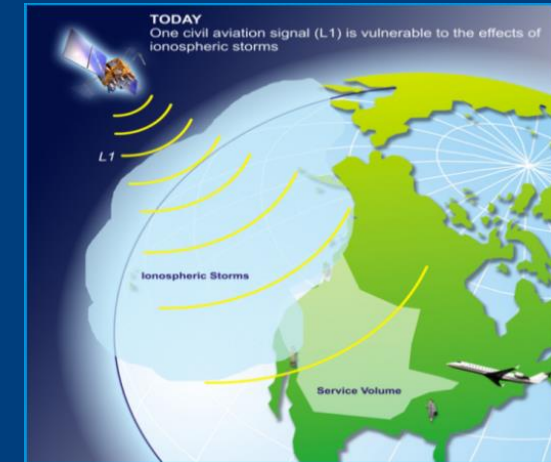 TODAY
One civil aviation signal (L1) is vulnerable to the effects of
ionospheric storms
L1
Ionospheric Storms
Service Volume